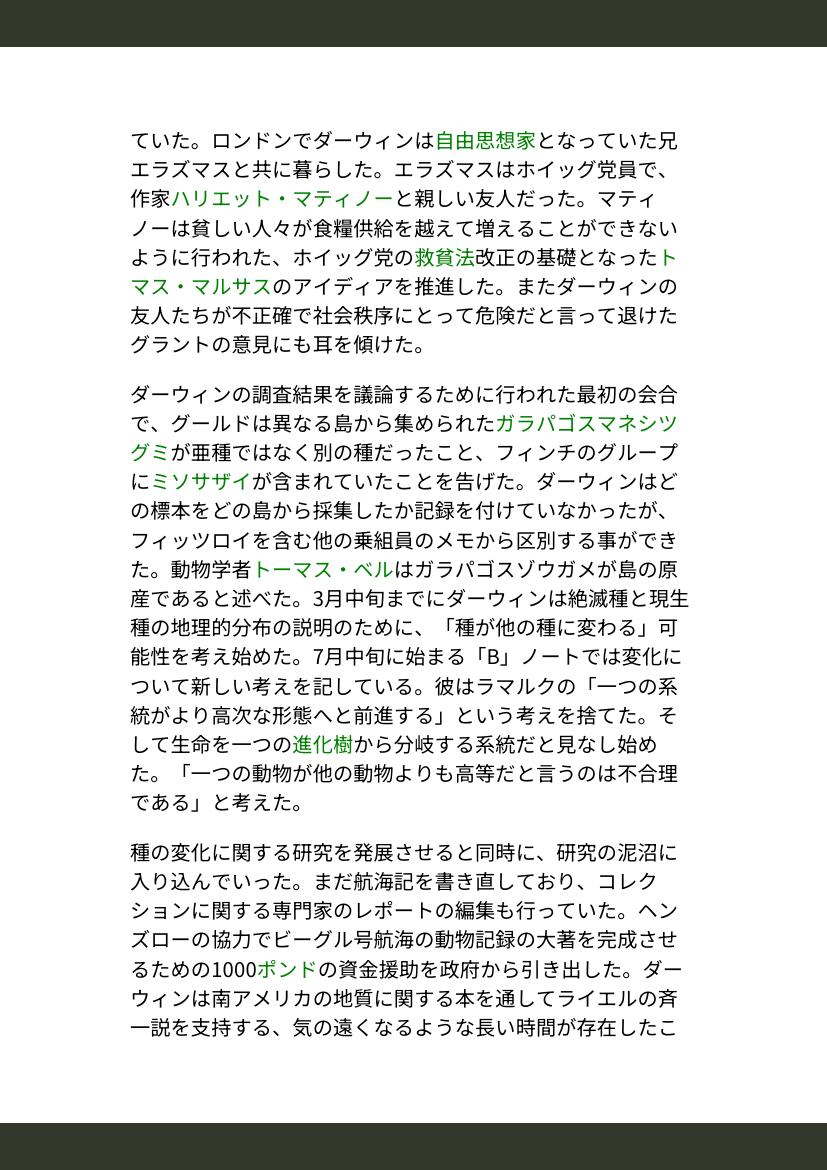 ていた。ロンドンでダーウィンは自由思想家となっていた兄
エラズマスと共に暮らした。エラズマスはホイッグ党員で、
作家ハリエット・マティノーと親しい友人だった。マティ
ノーは貧しい人々が食糧供給を越えて増えることができない
ように行われた、ホイッグ党の救貧法改正の基礎となったト
マス・マルサスのアイディアを推進した。またダーウィンの
友人たちが不正確で社会秩序にとって危険だと言って退けた
グラントの意見にも耳を傾けた。
ダーウィンの調査結果を議論するために行われた最初の会合
で、グールドは異なる島から集められたガラパゴスマネシツ
グミが亜種ではなく別の種だったこと、フィンチのグループ
にミソサザイが含まれていたことを告げた。ダーウィンはど
の標本をどの島から採集したか記録を付けていなかったが、
フィッツロイを含む他の乗組員のメモから区別する事ができ
た。動物学者トーマス・ベルはガラパゴスゾウガメが島の原
産であると述べた。3月中旬までにダーウィンは絶滅種と現生
種の地理的分布の説明のために、「種が他の種に変わる」可
能性を考え始めた。7月中旬に始まる「B」ノートでは変化に
ついて新しい考えを記している。彼はラマルクの「一つの系
統がより高次な形態へと前進する」という考えを捨てた。そ
して生命を一つの進化樹から分岐する系統だと見なし始め
た。「一つの動物が他の動物よりも高等だと言うのは不合理
である」と考えた。
種の変化に関する研究を発展させると同時に、研究の泥沼に
入り込んでいった。まだ航海記を書き直しており、コレク
ションに関する専門家のレポートの編集も行っていた。ヘン
ズローの協力でビーグル号航海の動物記録の大著を完成させ
るための1000ポンドの資金援助を政府から引き出した。ダー
ウィンは南アメリカの地質に関する本を通してライエルの斉
一説を支持する、気の遠くなるような長い時間が存在したこ